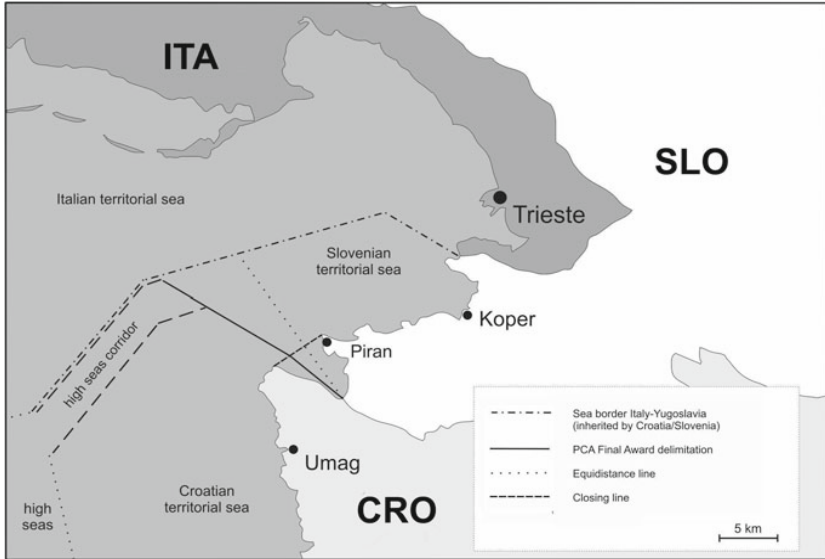 ITA
SLO
Italian territorial sea
Trieste
Slovenian
territorial sea
Koper
high seas corridor
Piran
Umag
Croatian
territorial sea
CRO
high
seas
Sea border Italy-Yugoslavia
(inherited by Croatia/Slovenia)
PCA Final Award delimitation
Equidistance line
Closing line
5 km